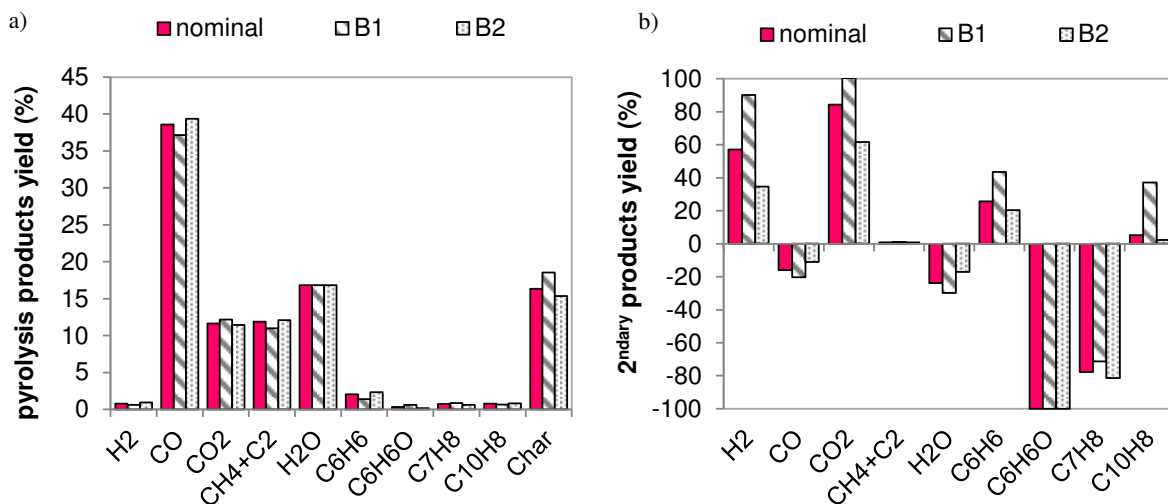 a)
nominal B1 B2
pyrolysis products yield (%)
45
40
35
30
25
20
15
10
5
0
H2 CO CO2 CH4+C2 H2O C6H6 C6H6O C7H8 C10H8 Char
b)
nominal B1 B2
2ndary products yield (%)
100
80
60
40
20
0
-20
-40
-60
-80
-100
H2 CO CO2 CH4+C2 H2O C6H6 C6H6O C7H8 C10H8